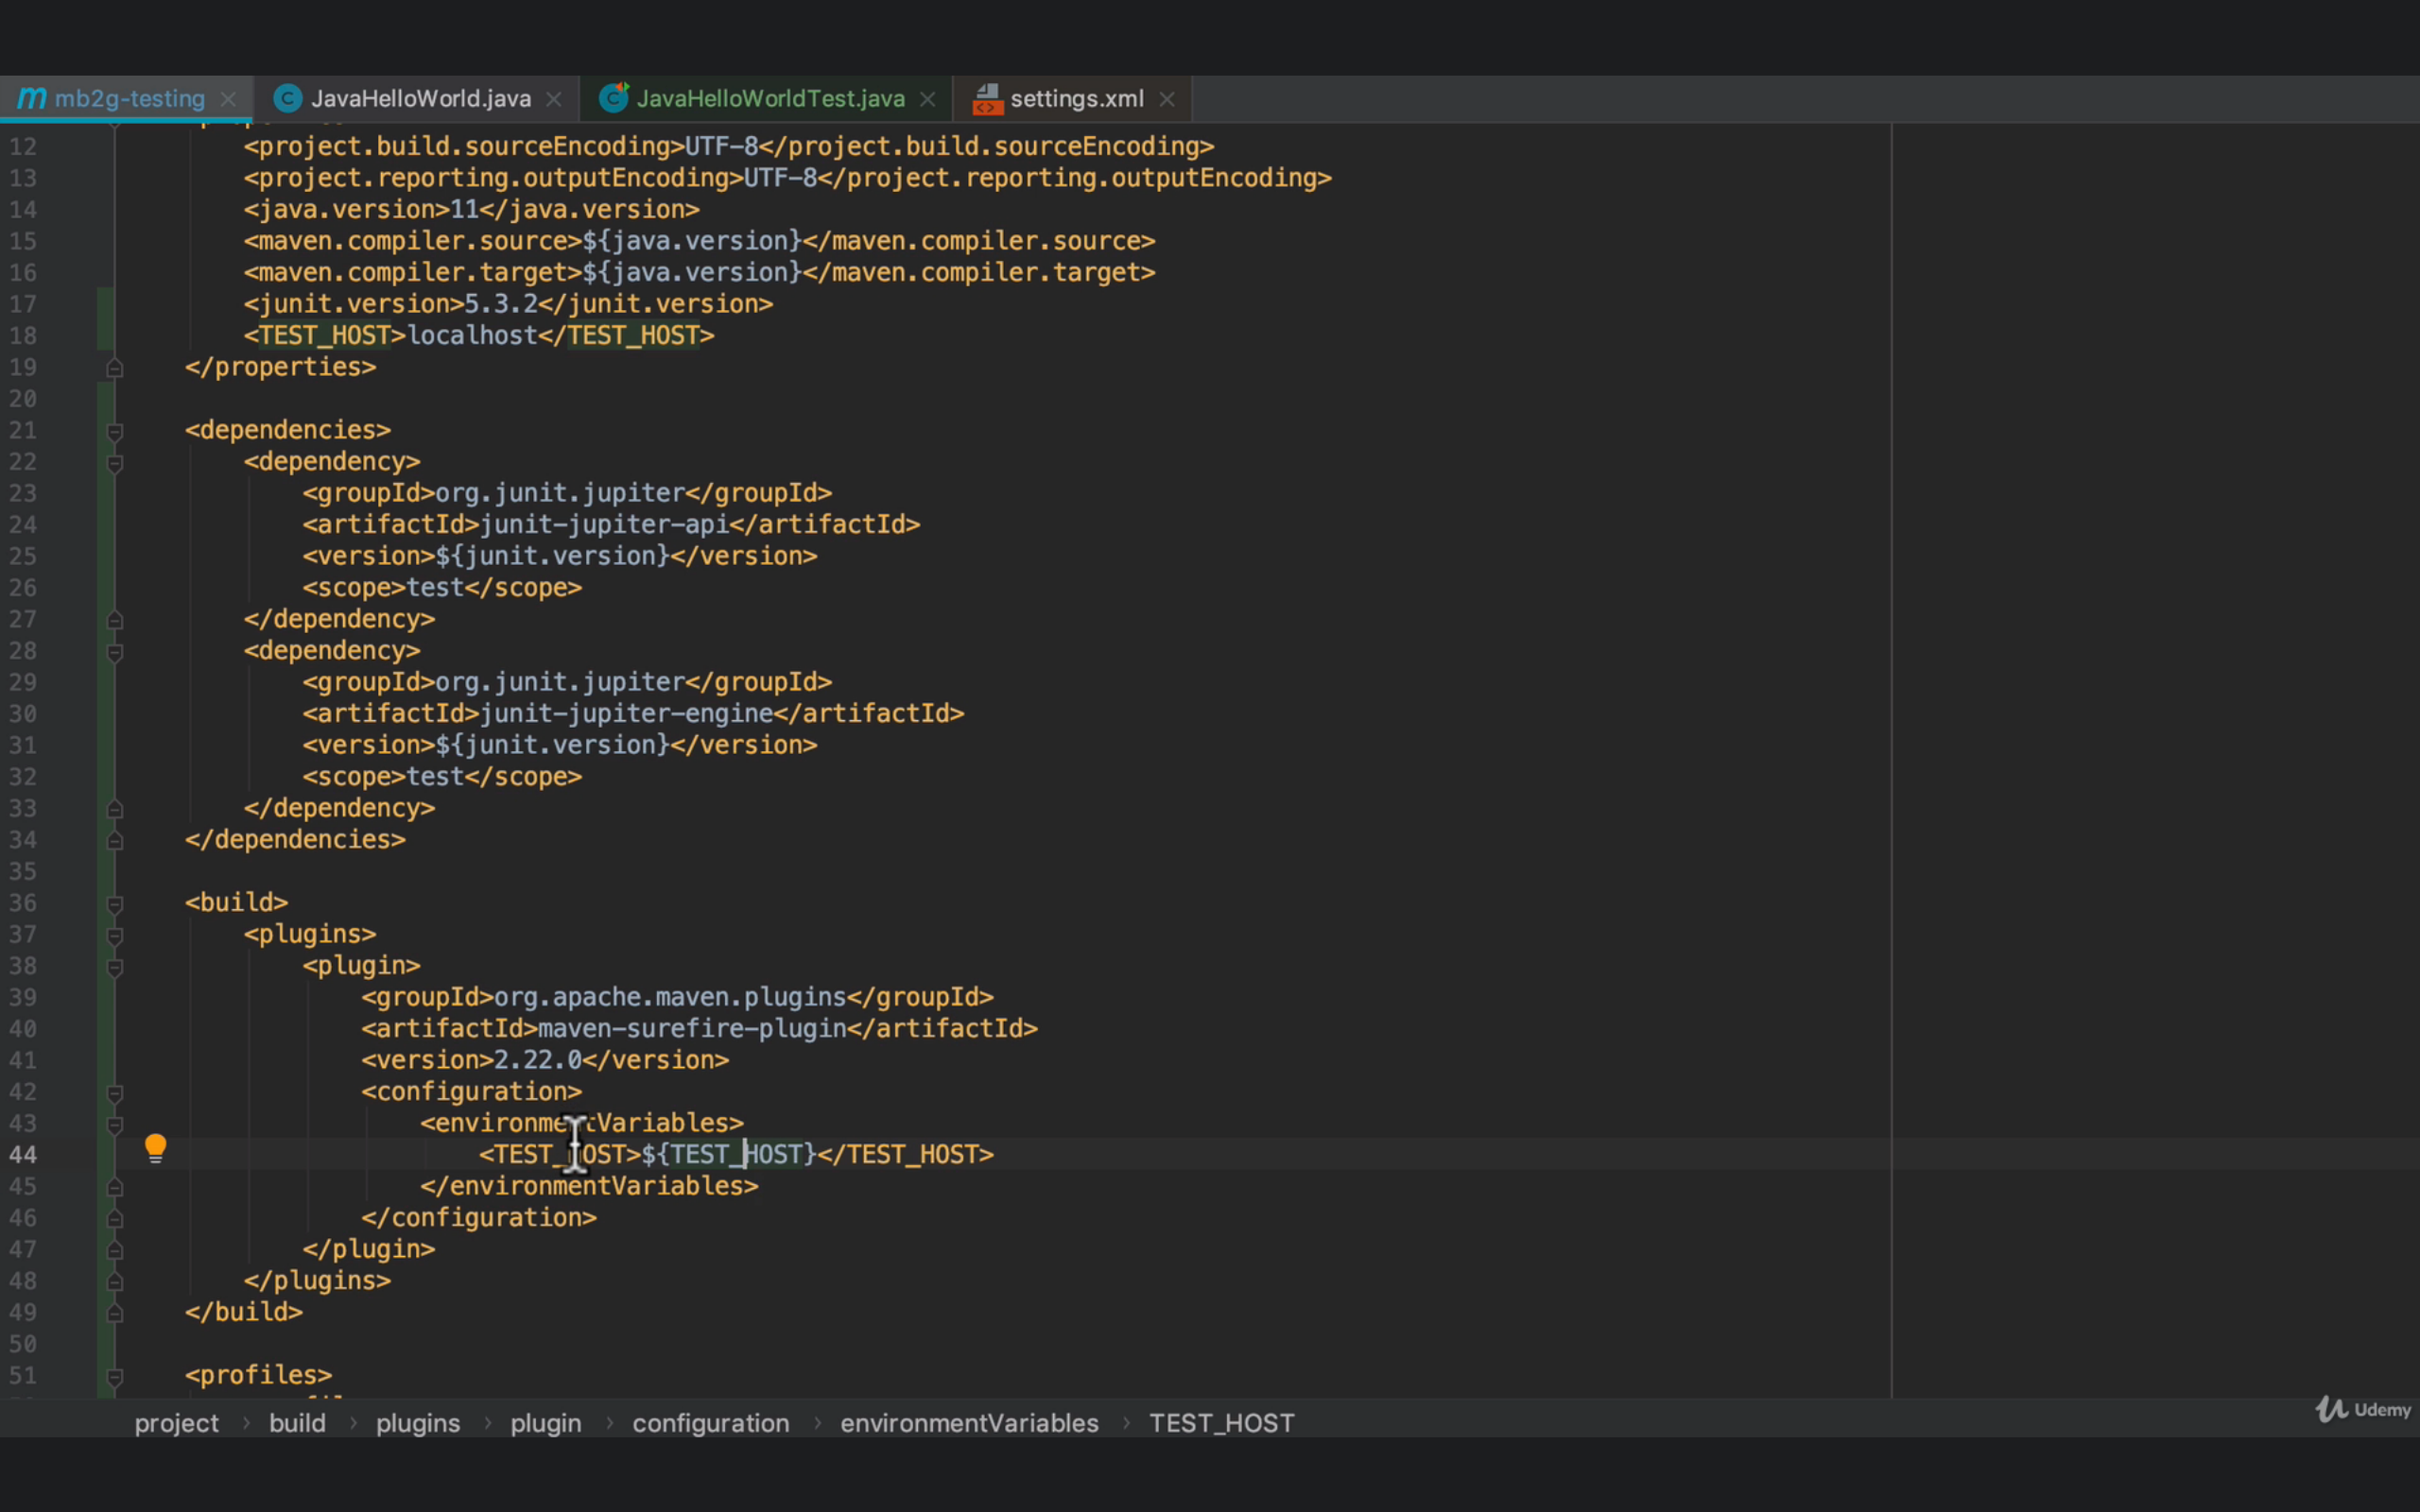 mb2g-testing
JavaHelloWorld.java
JavaHelloWorldTest.java
settings.xml
12 <project.build.sourceEncoding>UTF-8</project.build.sourceEncoding>
13 <project.reporting.outputEncoding>UTF-8</project.reporting.outputEncoding>
14 <java.version>11</java.version>
15 <maven.compiler.source>${java.version}</maven.compiler.source>
16 <maven.compiler.target>${java.version}</maven.compiler.target>
17 <junit.version>5.3.2</junit.version>
18 <TEST_HOST>localhost</TEST_HOST>
19 </properties>
20
21 <dependencies>
22 <dependency>
23 <groupId>org.junit.jupiter</groupId>
24 <artifactId>junit-jupiter-api</artifactId>
25 <version>${junit.version}</version>
26 <scope>test</scope>
27 </dependency>
28 <dependency>
29 <groupId>org.junit.jupiter</groupId>
30 <artifactId>junit-jupiter-engine</artifactId>
31 <version>${junit.version}</version>
32 <scope>test</scope>
33 </dependency>
34 </dependencies>
35
36 <build>
37 <plugins>
38 <plugin>
39 <groupId>org.apache.maven.plugins</groupId>
40 <artifactId>maven-surefire-plugin</artifactId>
41 <version>2.22.0</version>
42 <configuration>
43 <environmentVariables>
44 <TEST_HOST>${TEST_HOST}</TEST_HOST>
45 </environmentVariables>
46 </configuration>
47 </plugin>
48 </plugins>
49 </build>
50
51 <profiles>
project > build > plugins > plugin > configuration > environmentVariables > TEST_HOST
Udemy